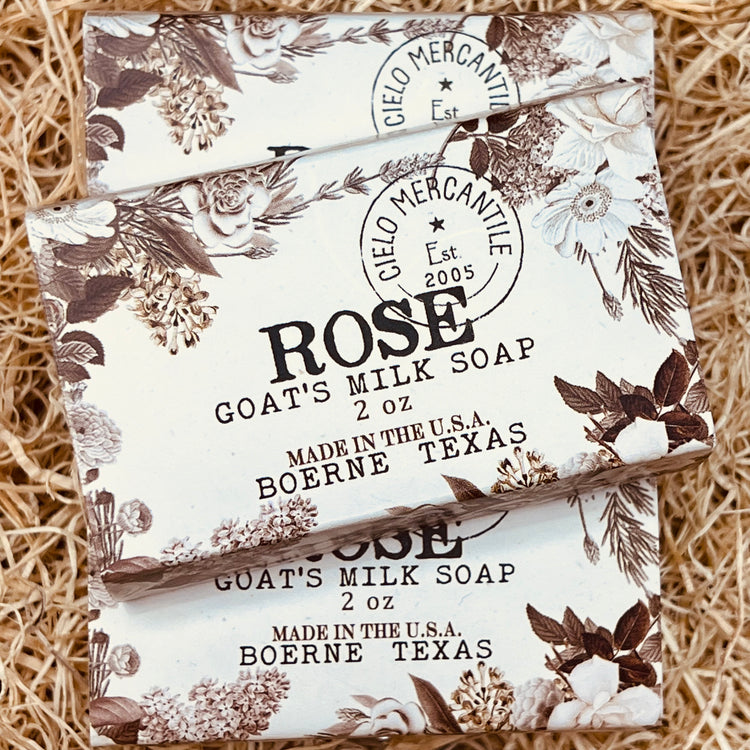 CIELO MERCANTILE
Est
CIELO MERCANTILE
Est.
2005
ROSE
GOAT'S MILK SOAP
2 oz
MADE IN THE U.S.A.
BOERNE TEXAS
ROSE
GOAT'S MILK SOAP
2 oz
MADE IN THE U.S.A.
BOERNE TEXAS